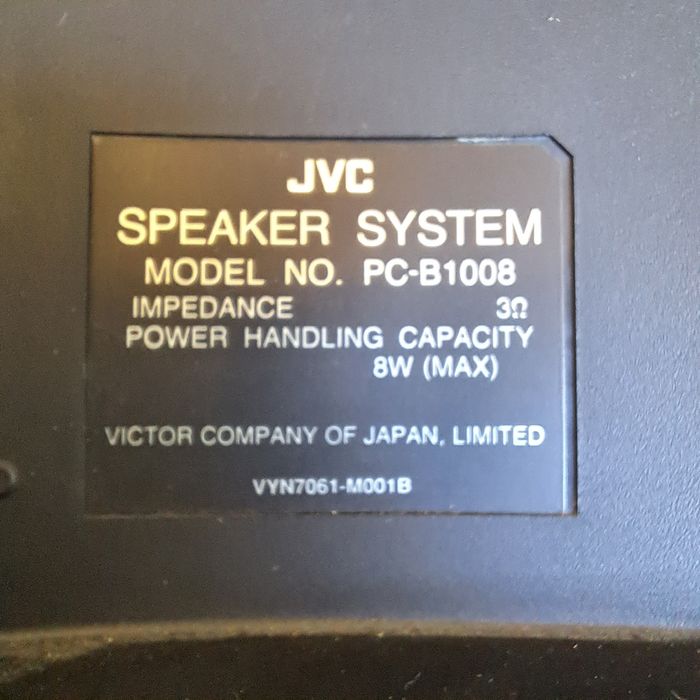 JVC
SPEAKER SYSTEM
MODEL NO. PC-B1008
IMPEDANCE 3Ω
POWER HANDLING CAPACITY
8W (MAX)
VICTOR COMPANY OF JAPAN, LIMITED
VYN7061-M001B